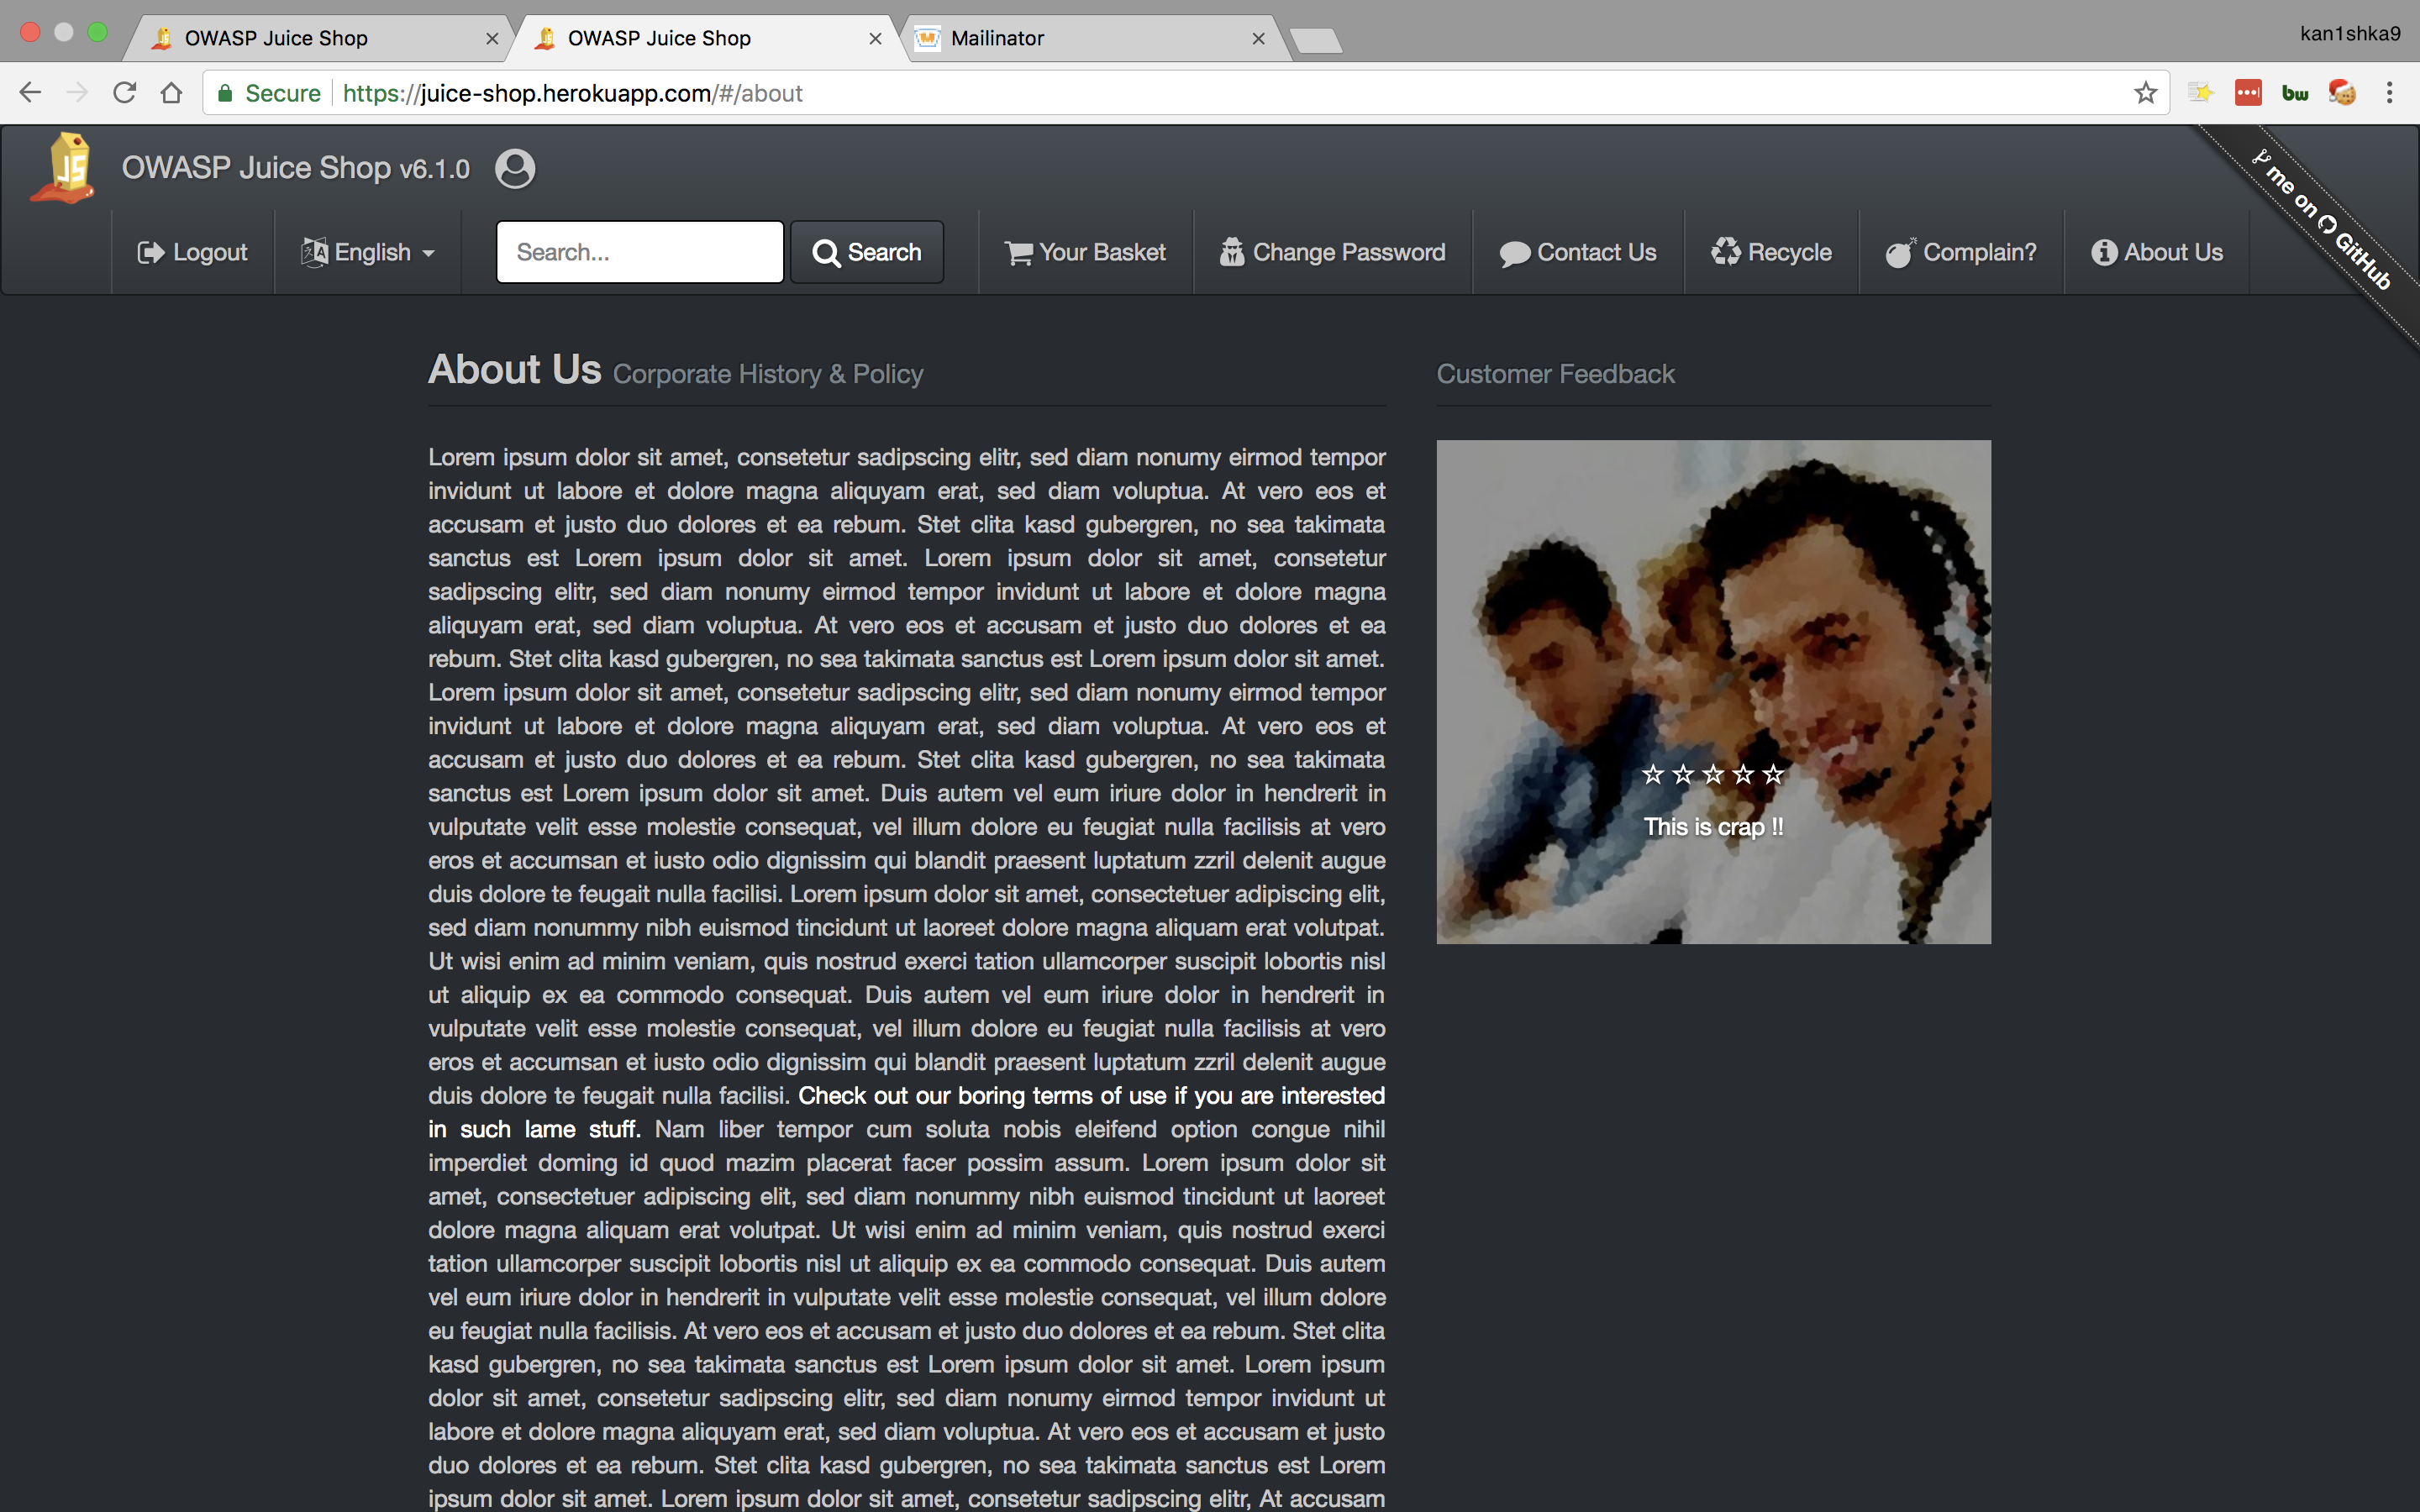 OWASP Juice Shop
OWASP Juice Shop
Mailinator
kan1shka9
Secure https://juice-shop.herokuapp.com/#/about
bw
JS
OWASP Juice Shop v6.1.0
me on GitHub
Logout
English
Search...
Search
Your Basket
Change Password
Contact Us
Recycle
Complain?
About Us
About Us Corporate History & Policy
Lorem ipsum dolor sit amet, consetetur sadipscing elitr, sed diam nonumy eirmod tempor
invidunt ut labore et dolore magna aliquyam erat, sed diam voluptua. At vero eos et
accusam et justo duo dolores et ea rebum. Stet clita kasd gubergren, no sea takimata
sanctus est Lorem ipsum dolor sit amet. Lorem ipsum dolor sit amet, consetetur
sadipscing elitr, sed diam nonumy eirmod tempor invidunt ut labore et dolore magna
aliquyam erat, sed diam voluptua. At vero eos et accusam et justo duo dolores et ea
rebum. Stet clita kasd gubergren, no sea takimata sanctus est Lorem ipsum dolor sit amet.
Lorem ipsum dolor sit amet, consetetur sadipscing elitr, sed diam nonumy eirmod tempor
invidunt ut labore et dolore magna aliquyam erat, sed diam voluptua. At vero eos et
accusam et justo duo dolores et ea rebum. Stet clita kasd gubergren, no sea takimata
sanctus est Lorem ipsum dolor sit amet. Duis autem vel eum iriure dolor in hendrerit in
vulputate velit esse molestie consequat, vel illum dolore eu feugiat nulla facilisis at vero
eros et accumsan et iusto odio dignissim qui blandit praesent luptatum zzril delenit augue
duis dolore te feugait nulla facilisi. Lorem ipsum dolor sit amet, consectetuer adipiscing elit,
sed diam nonummy nibh euismod tincidunt ut laoreet dolore magna aliquam erat volutpat.
Ut wisi enim ad minim veniam, quis nostrud exerci tation ullamcorper suscipit lobortis nisl
ut aliquip ex ea commodo consequat. Duis autem vel eum iriure dolor in hendrerit in
vulputate velit esse molestie consequat, vel illum dolore eu feugiat nulla facilisis at vero
eros et accumsan et iusto odio dignissim qui blandit praesent luptatum zzril delenit augue
duis dolore te feugait nulla facilisi. Check out our boring terms of use if you are interested
in such lame stuff. Nam liber tempor cum soluta nobis eleifend option congue nihil
imperdiet doming id quod mazim placerat facer possim assum. Lorem ipsum dolor sit
amet, consectetuer adipiscing elit, sed diam nonummy nibh euismod tincidunt ut laoreet
dolore magna aliquam erat volutpat. Ut wisi enim ad minim veniam, quis nostrud exerci
tation ullamcorper suscipit lobortis nisl ut aliquip ex ea commodo consequat. Duis autem
vel eum iriure dolor in hendrerit in vulputate velit esse molestie consequat, vel illum dolore
eu feugiat nulla facilisis. At vero eos et accusam et justo duo dolores et ea rebum. Stet clita
kasd gubergren, no sea takimata sanctus est Lorem ipsum dolor sit amet. Lorem ipsum
dolor sit amet, consetetur sadipscing elitr, sed diam nonumy eirmod tempor invidunt ut
labore et dolore magna aliquyam erat, sed diam voluptua. At vero eos et accusam et justo
duo dolores et ea rebum. Stet clita kasd gubergren, no sea takimata sanctus est Lorem
ipsum dolor sit amet. Lorem ipsum dolor sit amet, consetetur sadipscing elitr, At accusam
Customer Feedback
This is crap !!